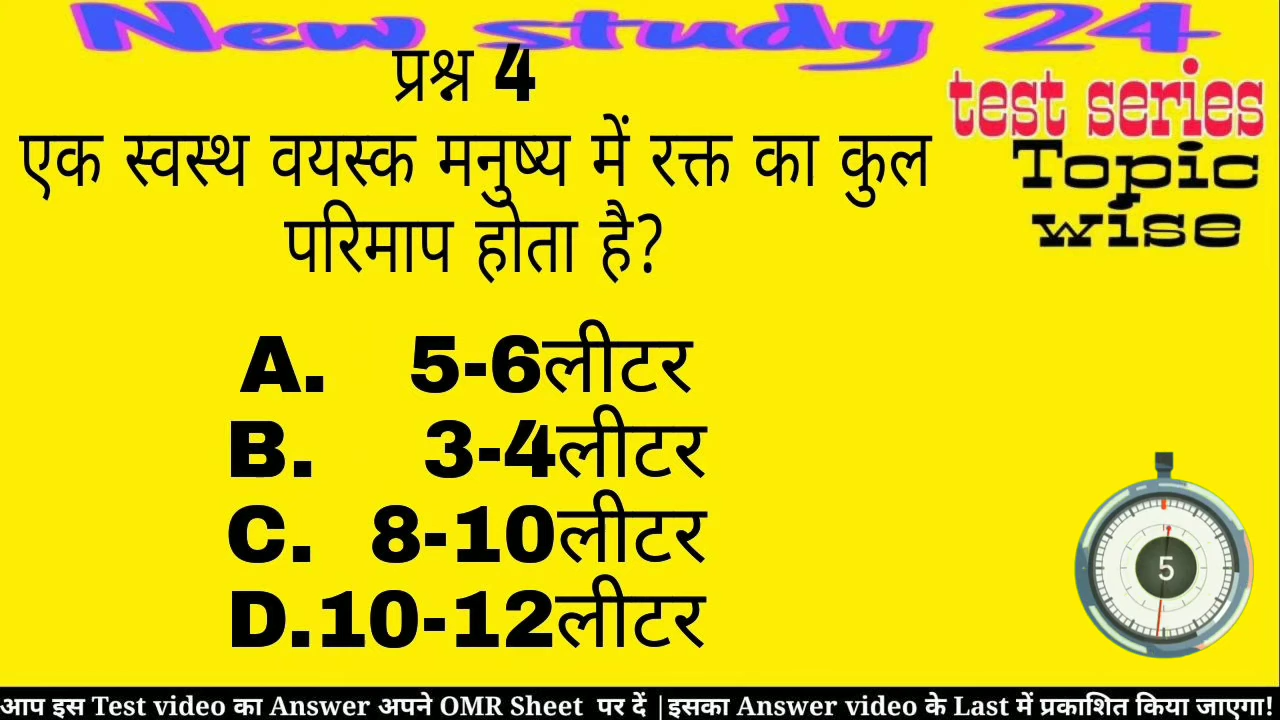 New study 24
test series
Topic
wise
प्रश्न 4
एक स्वस्थ वयस्क मनुष्य में रक्त का कुल
परिमाप होता है?
A. 5-6लीटर
B. 3-4लीटर
C. 8-10लीटर
D.10-12लीटर
5
आप इस Test video का Answer अपने OMR Sheet पर दें |इसका Answer video के Last में प्रकाशित किया जाएगा!